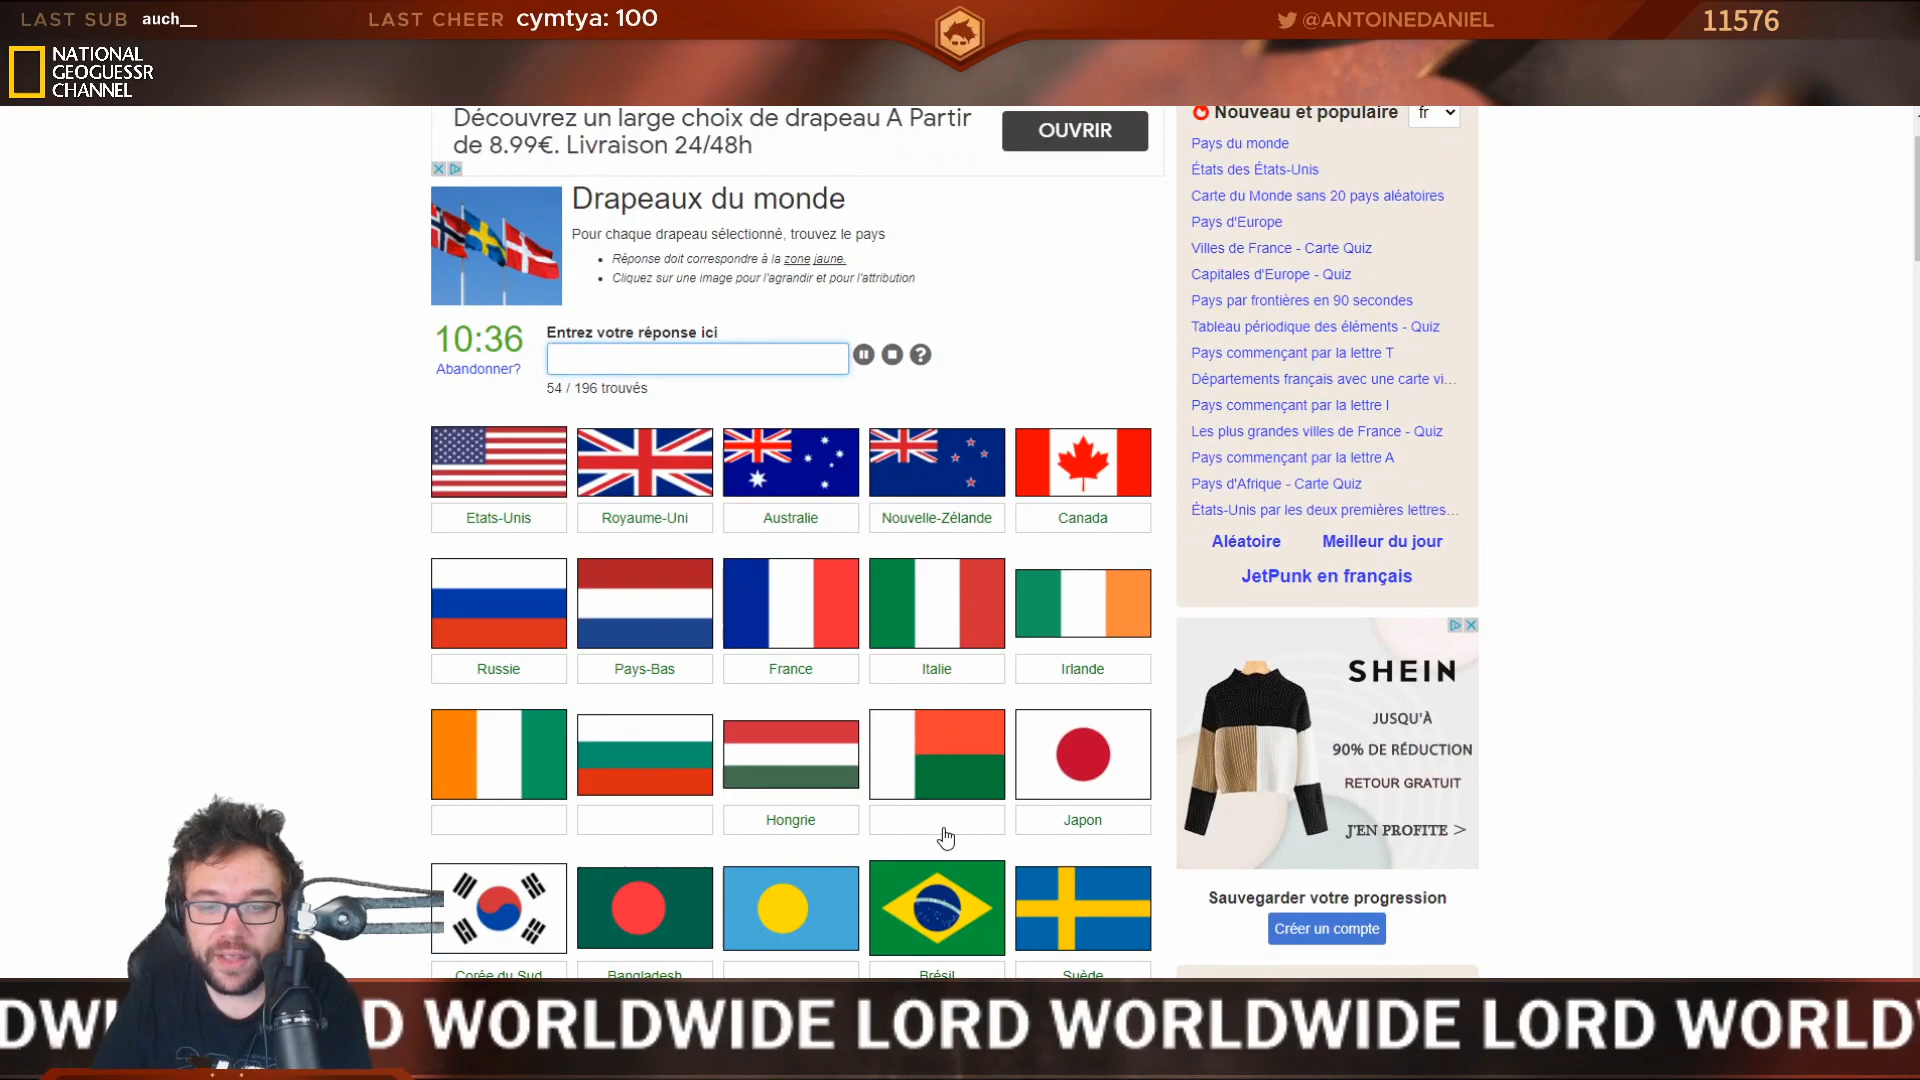 LAST SUB auch__
LAST CHEER cymtya: 100
@ANTOINEDANIEL
11576
NATIONAL
GEOGUESSR
CHANNEL
Découvrez un large choix de drapeau A Partir
de 8.99€. Livraison 24/48h
OUVRIR
Drapeaux du monde
Pour chaque drapeau sélectionné, trouvez le pays
Réponse doit correspondre à la zone jaune.
Cliquez sur une image pour l'agrandir et pour l'attribution
10:36
Abandonner?
Entrez votre réponse ici
54 / 196 trouvés
Etats-Unis
Royaume-Uni
Australie
Nouvelle-Zélande
Canada
Russie
Pays-Bas
France
Italie
Irlande
Hongrie
Japon
Corée du Sud
Bangladesh
Brésil
Suède
Nouveau et populaire
fr
Pays du monde
États des États-Unis
Carte du Monde sans 20 pays aléatoires
Pays d'Europe
Villes de France - Carte Quiz
Capitales d'Europe - Quiz
Pays par frontières en 90 secondes
Tableau périodique des éléments - Quiz
Pays commençant par la lettre T
Départements français avec une carte vi...
Pays commençant par la lettre I
Les plus grandes villes de France - Quiz
Pays commençant par la lettre A
Pays d'Afrique - Carte Quiz
États-Unis par les deux premières lettres...
Aléatoire
Meilleur du jour
JetPunk en français
SHEIN
JUSQU'À
90% DE RÉDUCTION
RETOUR GRATUIT
J'EN PROFITE >
Sauvegarder votre progression
Créer un compte
DW D WORLDWIDE LORD WORLDWIDE LORD WORLD